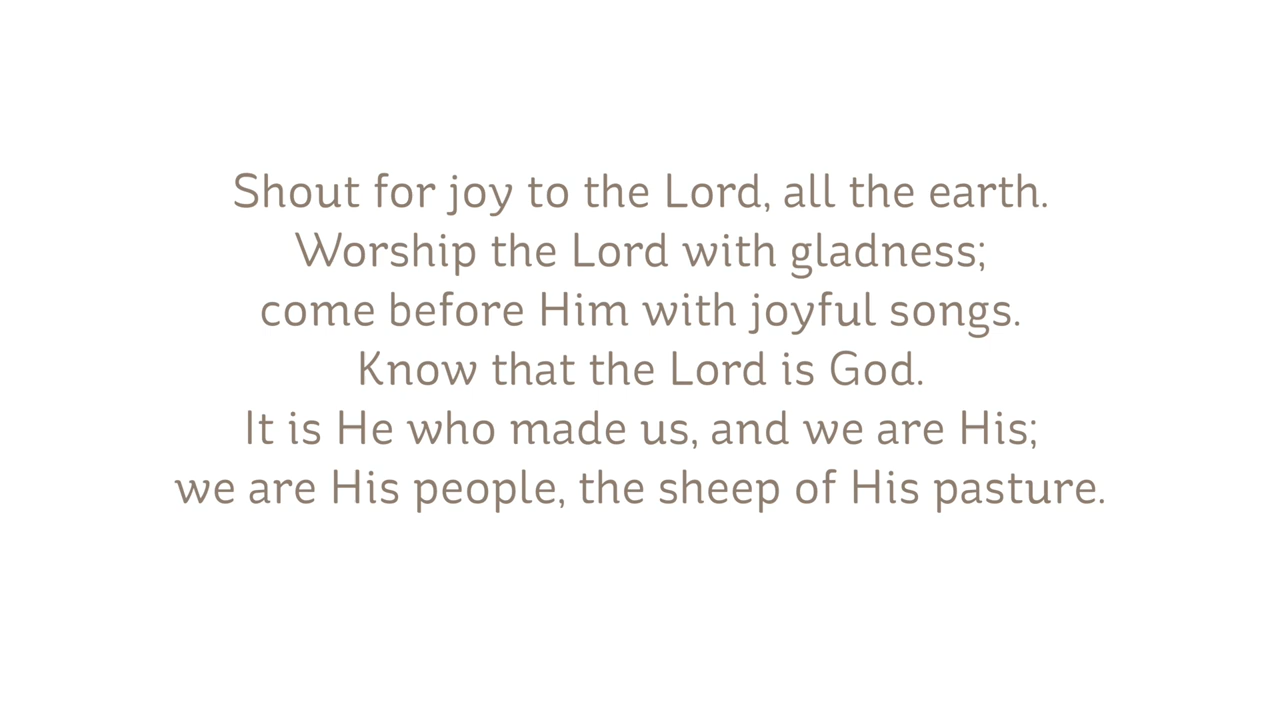 Shout for joy to the Lord, all the earth.
Worship the Lord with gladness;
come before Him with joyful songs.
Know that the Lord is God.
It is He who made us, and we are His;
we are His people, the sheep of His pasture.